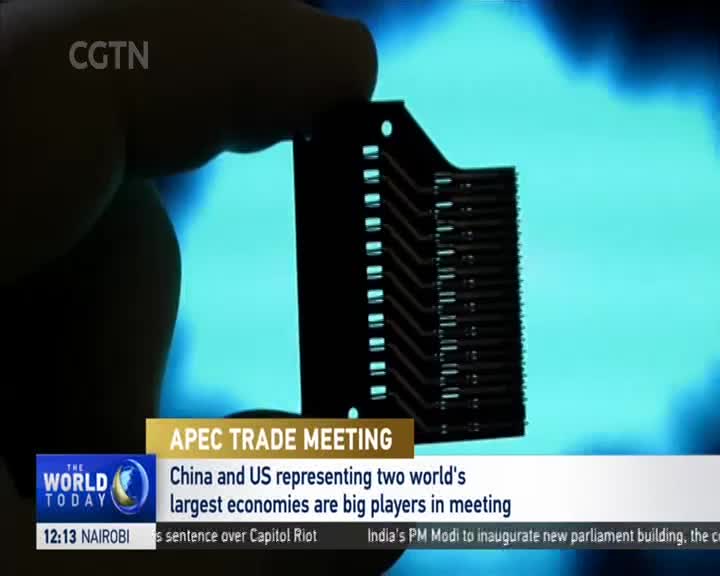 CGTN
APEC TRADE MEETING
THE
WORLD
TODAY
China and US representing two world's
largest economies are big players in meeting
12:13 NAIROBI
s sentence over Capitol Riot
India's PM Modi to inaugurate new parliament building, the